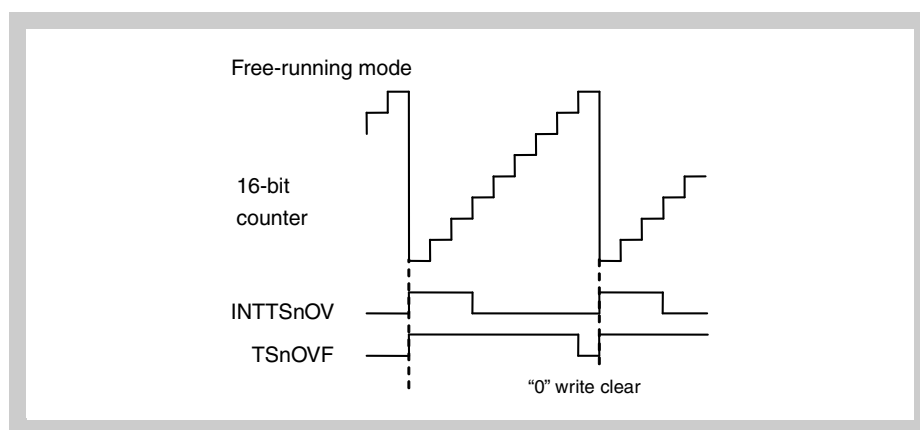 Free-running mode
16-bit
counter
INTTSnOV
TSnOVF
“0” write clear